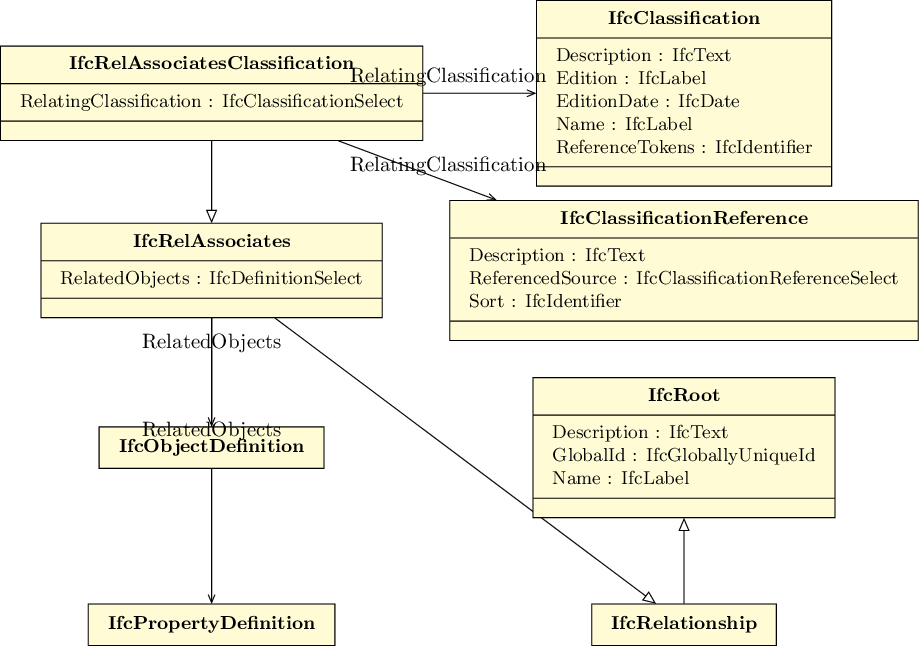 IfcClassification
Description : IfcText
Edition : IfcLabel
EditionDate : IfcDate
Name : IfcLabel
ReferenceTokens : IfcIdentifier
IfcRelAssociatesClassification
RelatingClassification : IfcClassificationSelect
RelatingClassification
RelatingClassification
IfcClassificationReference
Description : IfcText
ReferencedSource : IfcClassificationReferenceSelect
Sort : IfcIdentifier
IfcRelAssociates
RelatedObjects : IfcDefinitionSelect
RelatedObjects
RelatedObjects
IfcObjectDefinition
IfcRoot
Description : IfcText
GlobalId : IfcGloballyUniqueId
Name : IfcLabel
IfcPropertyDefinition
IfcRelationship